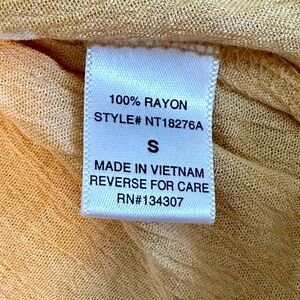 100% RAYON
STYLE# NT18276A
S
MADE IN VIETNAM
REVERSE FOR CARE
RN#134307